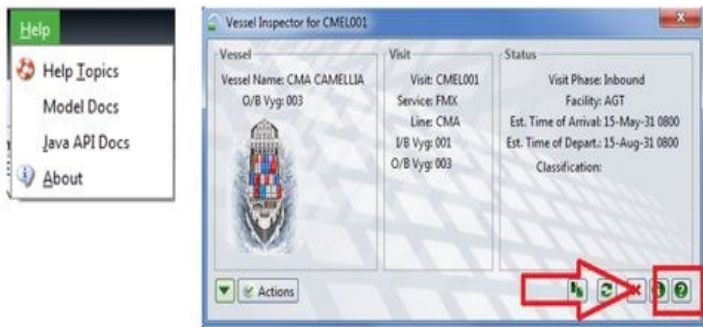 Help
Help Topics
Model Docs
Java API Docs
About
Vessel Inspector for CMEL001
Vessel
Vessel Name: CMA CAMELLIA
O/B Vyg: 003
Visit
Visit: CMEL001
Service: FMX
Line: CMA
I/B Vyg: 001
O/B Vyg: 003
Status
Visit Phase: Inbound
Facility: AGT
Est. Time of Arrival: 15-May-31 0800
Est. Time of Depart.: 15-Aug-31 0800
Classification:
Actions